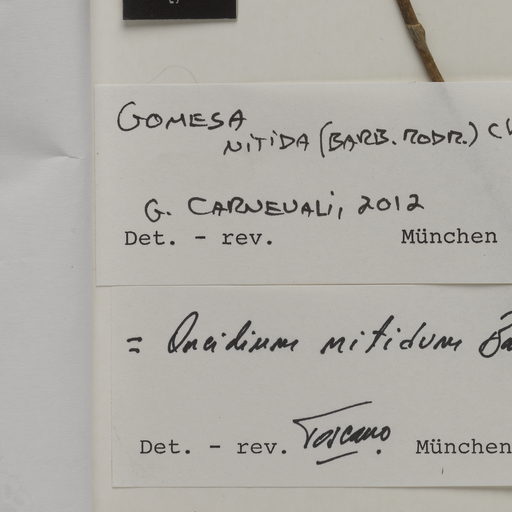 GOMESA
NITIDA (BARB. RODR.)
G. CARNEVALI, 2012
Det. - rev. München
= Oncidium nitidum
Det. - rev. Toscano. München